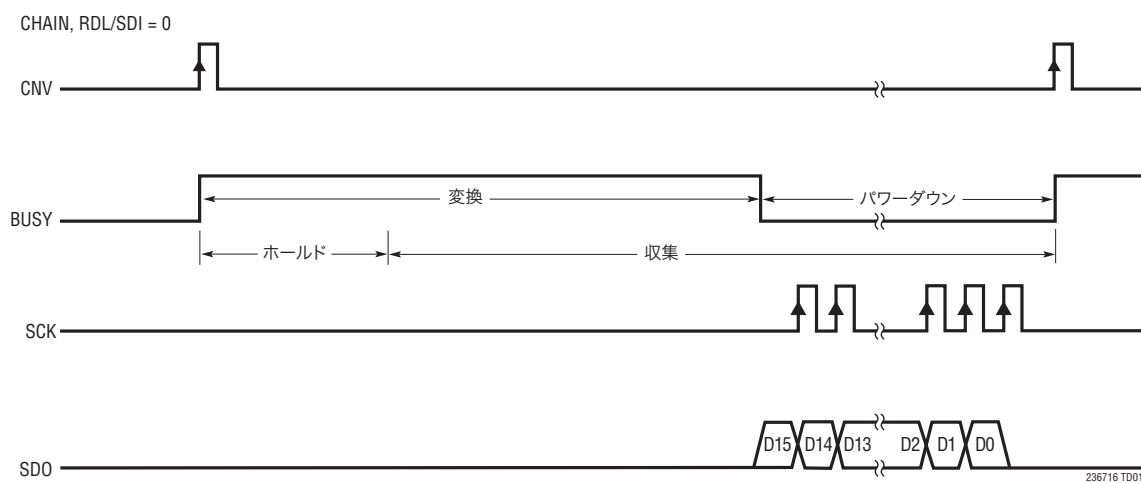 CHAIN, RDL/SDI = 0
CNV
変換
パワーダウン
BUSY
ホールド
収集
SCK
D15 D14 D13 D2 D1 D0
SDO
236716 TD01